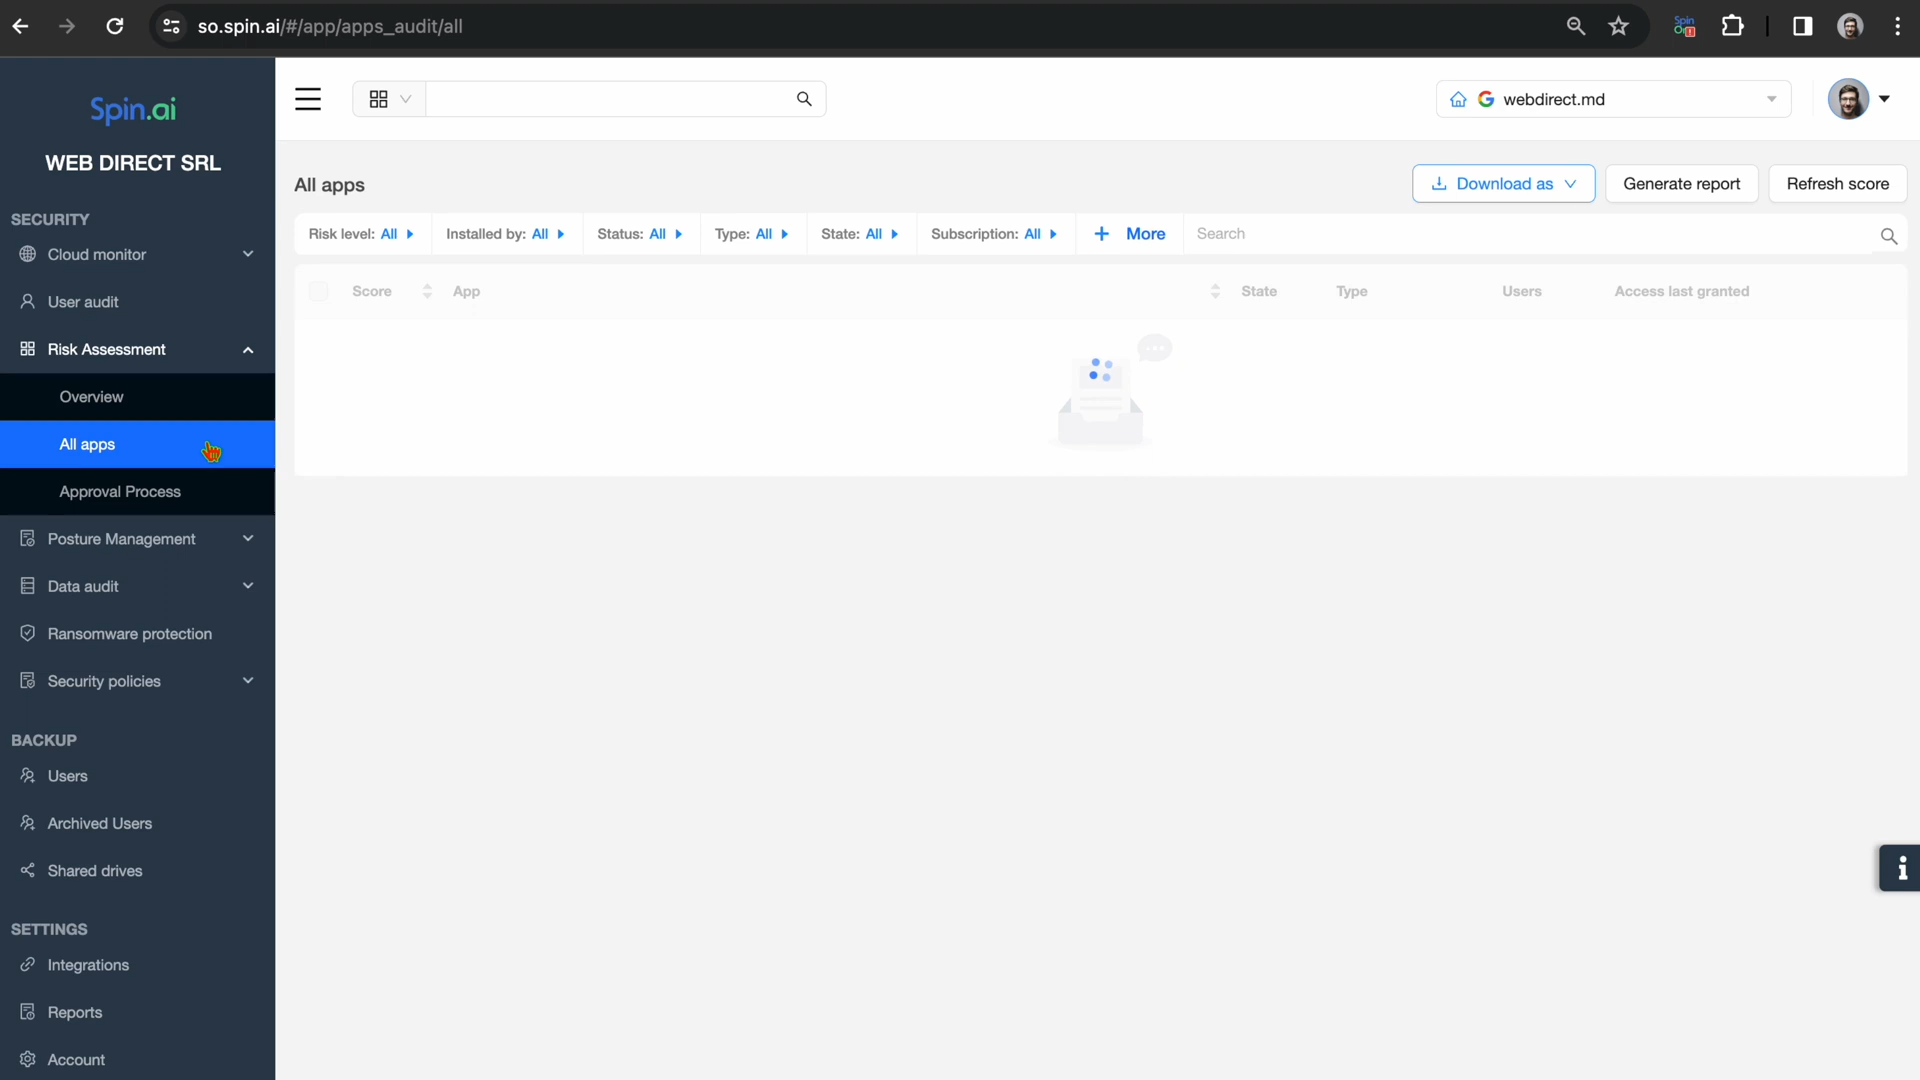 so.spin.ai/#/app/apps_audit/all
Spin
Spin.ai
WEB DIRECT SRL
webdirect.md
SECURITY
Cloud monitor
User audit
Risk Assessment
Overview
All apps
Approval Process
Posture Management
Data audit
Ransomware protection
Security policies
BACKUP
Users
Archived Users
Shared drives
SETTINGS
Integrations
Reports
Account
All apps
Download as
Generate report
Refresh score
Risk level: All
Installed by: All
Status: All
Type: All
State: All
Subscription: All
+ More
Search
Score
App
State
Type
Users
Access last granted